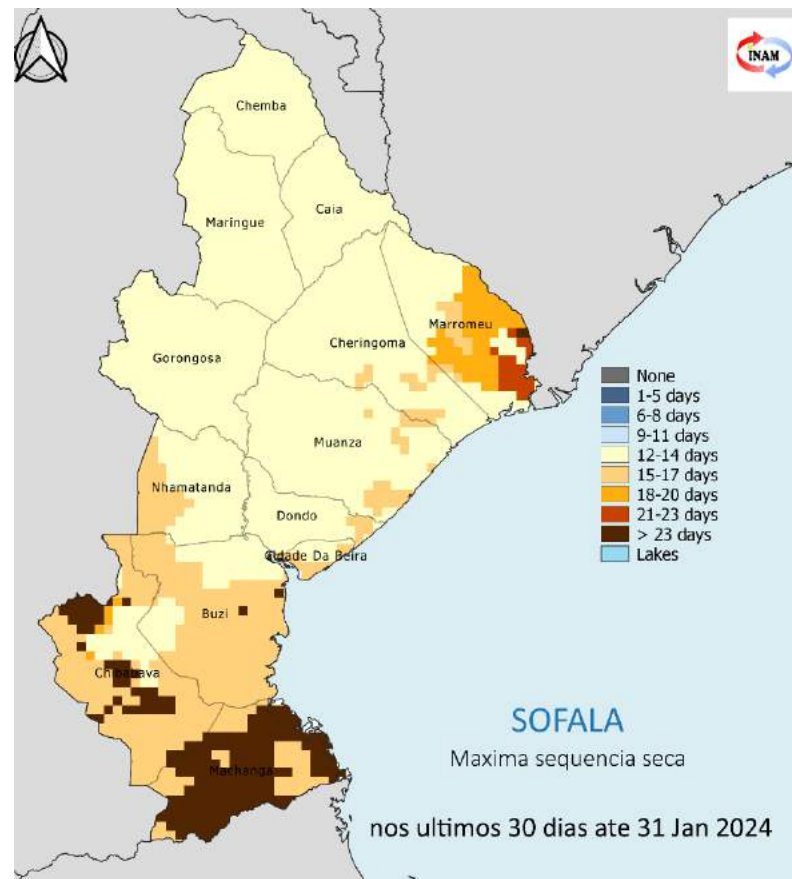 INAM
Chemba
Caia
Maringue
Marromeu
Cheringoma
Gorongosa
Muanza
Nhamatanda
Dondo
Cidade Da Beira
Buzi
Chibabava
Machanga
None
1-5 days
6-8 days
9-11 days
12-14 days
15-17 days
18-20 days
21-23 days
> 23 days
Lakes
SOFALA
Maxima sequencia seca
nos ultimos 30 dias ate 31 Jan 2024